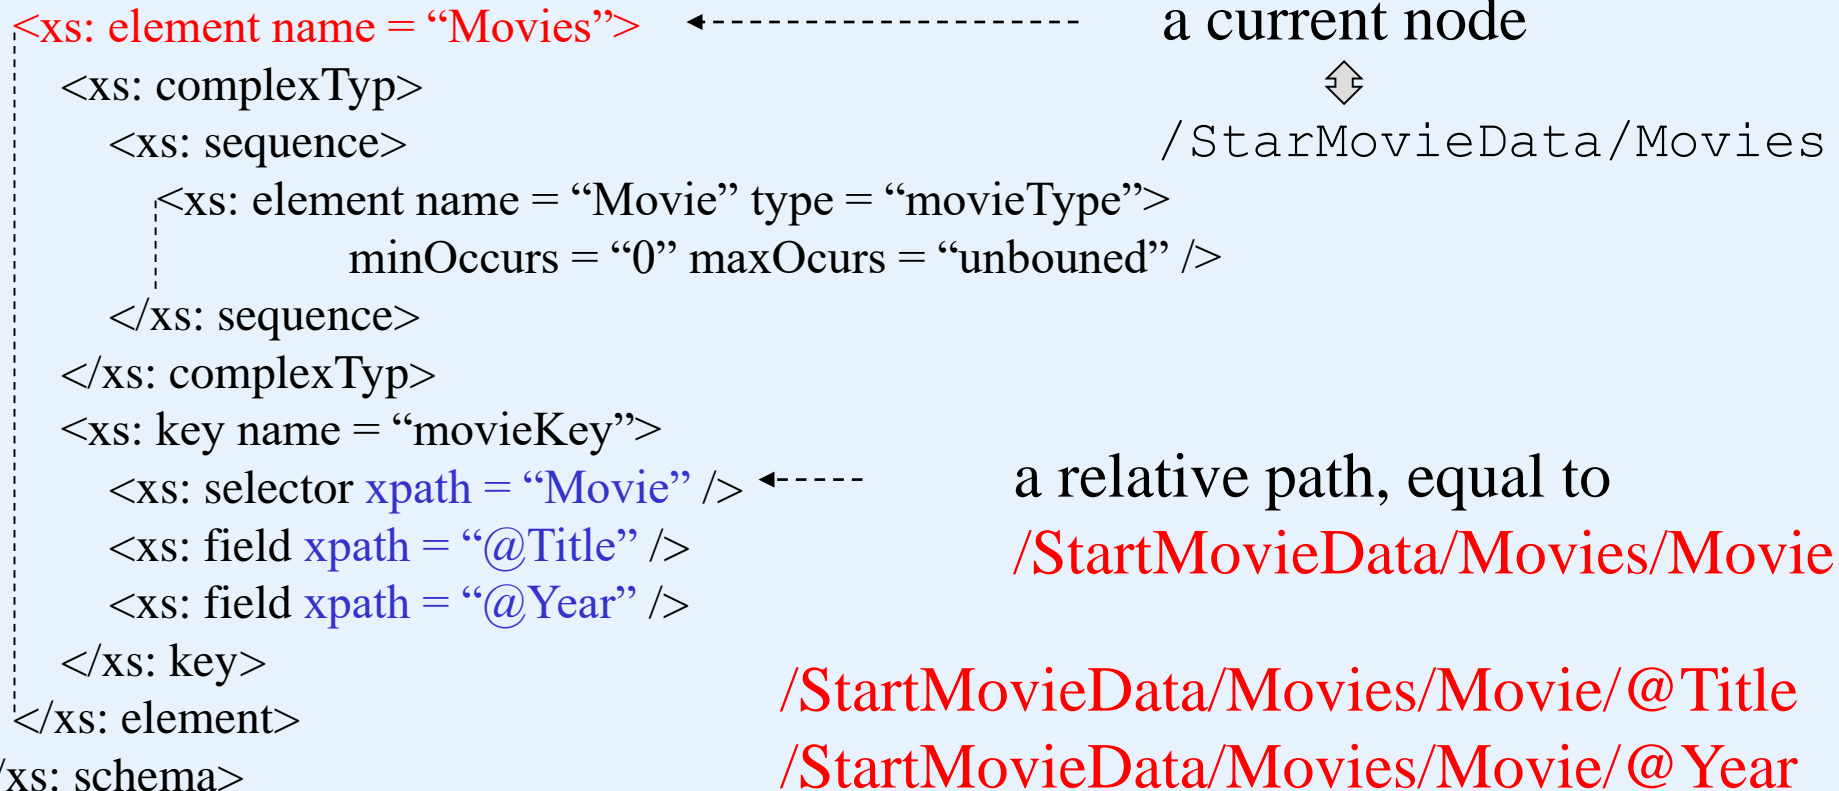 <xs: element name = “Movies”>
a current node
<xs: complexTyp>
<xs: sequence>
/StarMovieData/Movies
<xs: element name = “Movie” type = “movieType”>
minOccurs = “0” maxOcurs = “unbouned” />
</xs: sequence>
</xs: complexTyp>
<xs: key name = “movieKey”>
<xs: selector xpath = “Movie” />
a relative path, equal to
<xs: field xpath = “@Title” />
/StartMovieData/Movies/Movie
<xs: field xpath = “@Year” />
</xs: key>
/StartMovieData/Movies/Movie/@Title
</xs: element>
/StartMovieData/Movies/Movie/@Year
/xs: schema>